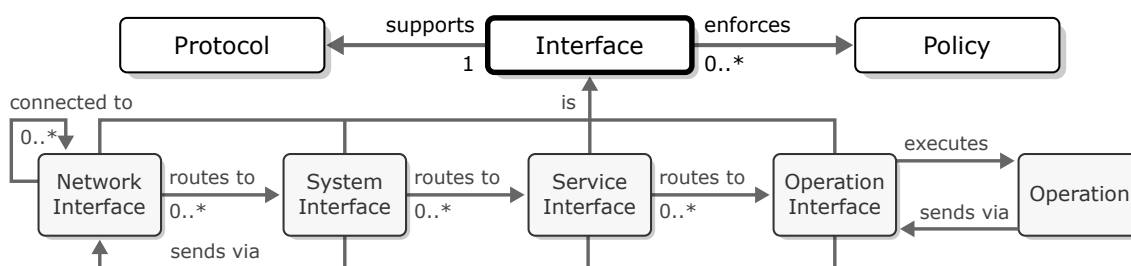 supports
enforces
Protocol
Interface
Policy
1
0..*
connected to
is
0..*
executes
Network
Interface
routes to
0..*
System
Interface
routes to
0..*
Service
Interface
routes to
0..*
Operation
Interface
Operation
sends via
sends via